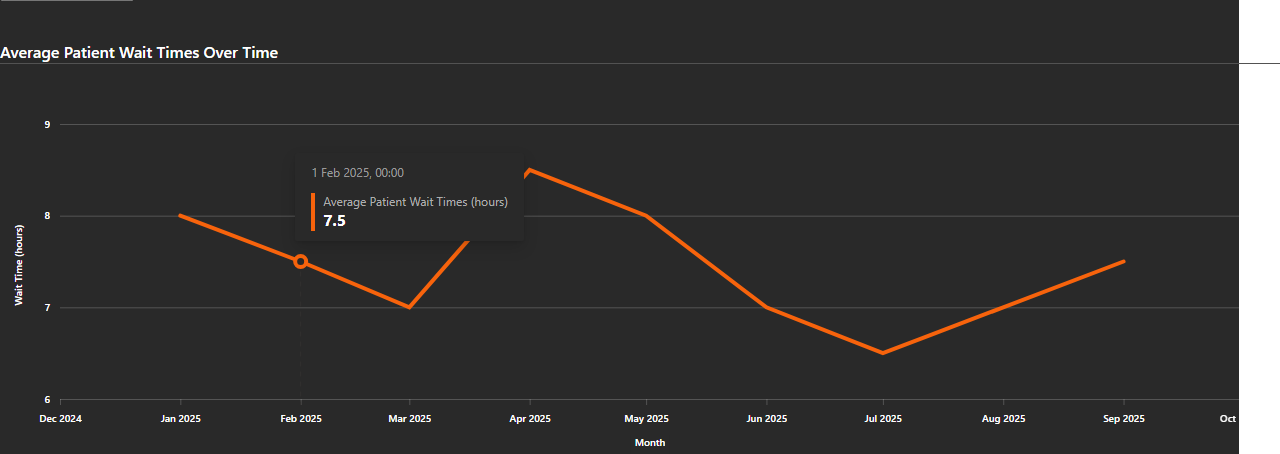 Average Patient Wait Times Over Time
9
1 Feb 2025, 00:00
Average Patient Wait Times (hours)
7.5
8
Wait Time (hours)
7
6
Dec 2024 Jan 2025 Feb 2025 Mar 2025 Apr 2025 May 2025 Jun 2025 Jul 2025 Aug 2025 Sep 2025 Oct
Month